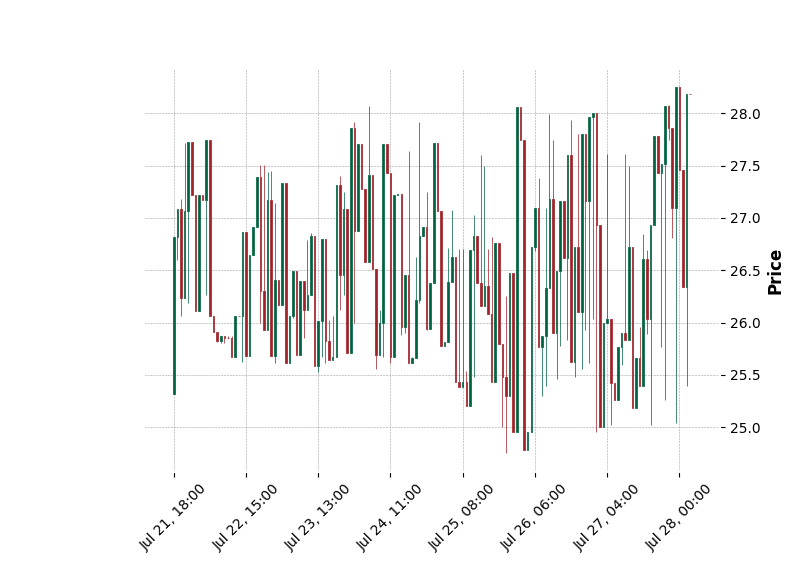 28.0
27.5
27.0
26.5
26.0
25.5
25.0
Price
Jul 21, 18:00
Jul 22, 15:00
Jul 23, 13:00
Jul 24, 11:00
Jul 25, 08:00
Jul 26, 06:00
Jul 27, 04:00
Jul 28, 00:00